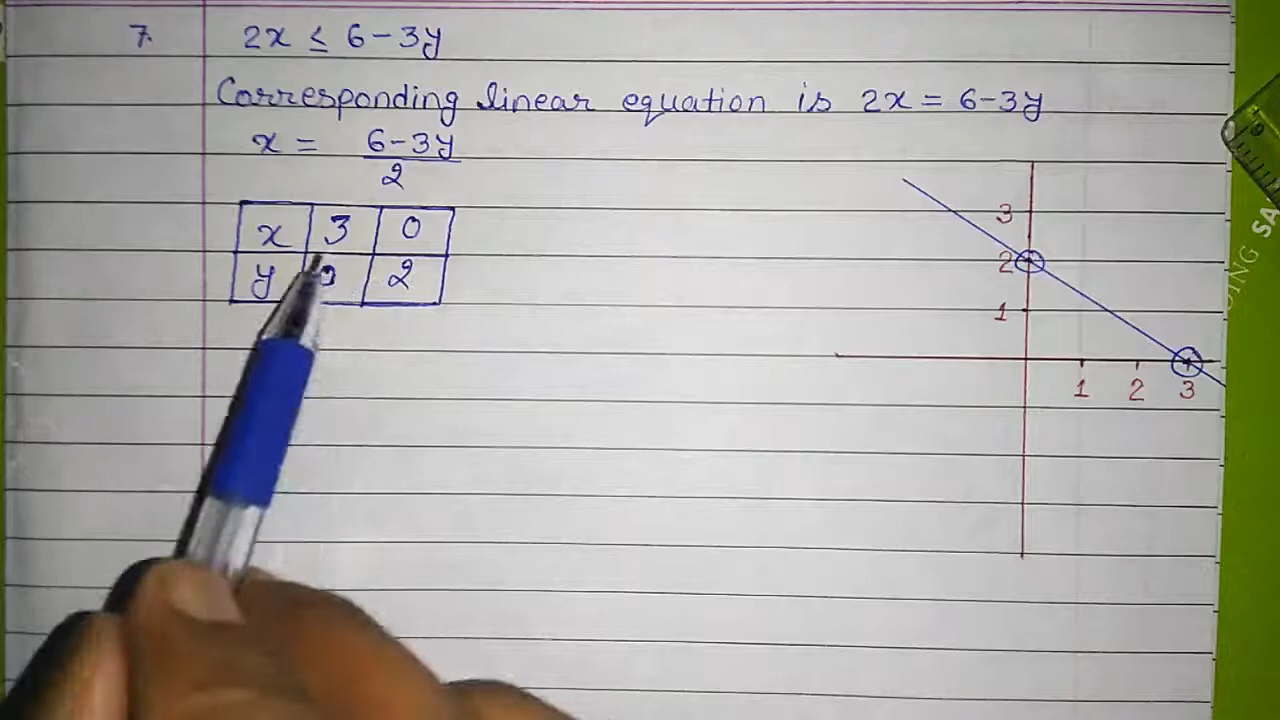 7. 2x ≤ 6-3y
Corresponding linear equation is 2x = 6-3y
x = 6-3y
2
x 3 0
y 2
3
2
1
1 2 3
SA